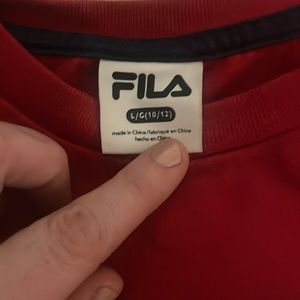 FILA
L/G(10/12)
made in China/fabriqué en Chine
hecho en China